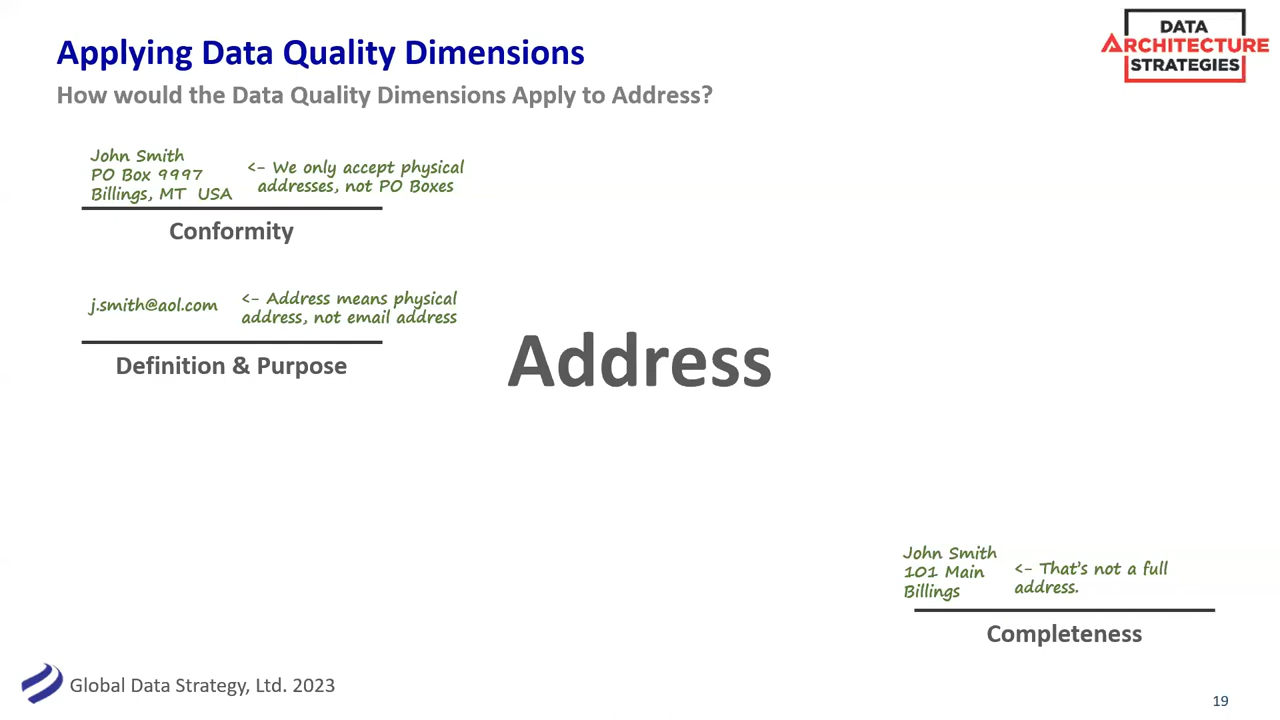 Applying Data Quality Dimensions
How would the Data Quality Dimensions Apply to Address?
DATA
ARCHITECTURE
STRATEGIES
John Smith
PO Box 9997
Billings, MT USA
<- We only accept physical
addresses, not PO Boxes
Conformity
j.smith@aol.com
<- Address means physical
address, not email address
Definition & Purpose
Address
John Smith
101 Main
Billings
<- That's not a full
address.
Completeness
Global Data Strategy, Ltd. 2023
19